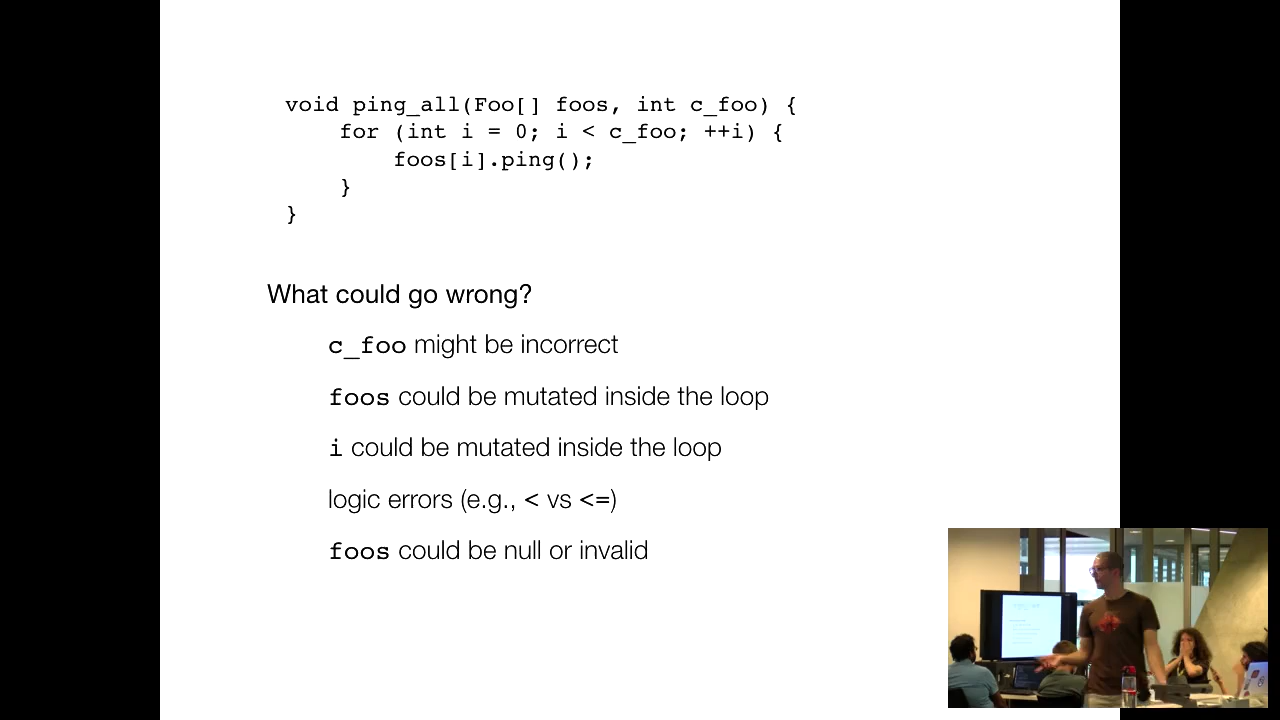 void ping_all(Foo[] foos, int c_foo) {
for (int i = 0; i < c_foo; ++i) {
foos[i].ping();
}
}
What could go wrong?
c_foo might be incorrect
foos could be mutated inside the loop
i could be mutated inside the loop
logic errors (e.g., < vs <=)
foos could be null or invalid